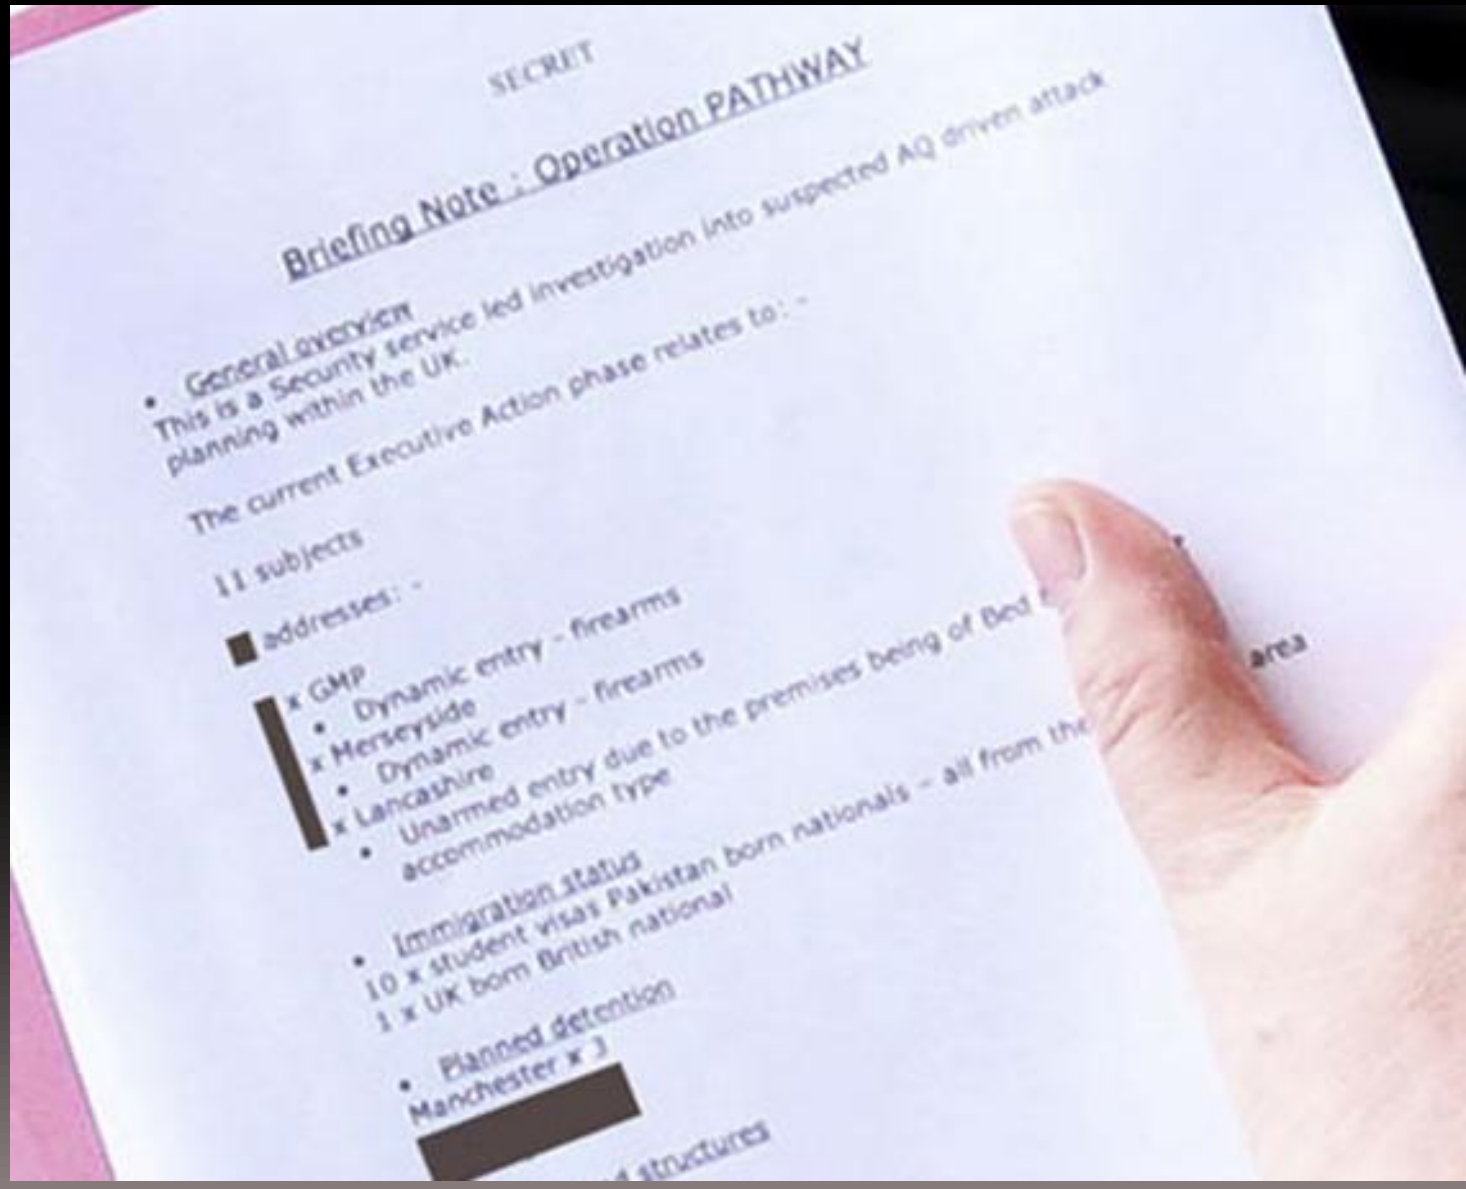 SECRET
Briefing Note : Operation PATHWAY
• General overview
This is a Security service led investigation into suspected AQ driven attack
planning within the UK.
The current Executive Action phase relates to: -
11 subjects
addresses: -
x GMP
• Dynamic entry - firearms
x Merseyside
• Dynamic entry - firearms
x Lancashire
• Unarmed entry due to the premises being of Bed
accommodation type
• Immigration status
10 x student visas Pakistan born nationals - all from the area
1 x UK born British national
• Planned detention
Manchester x 3
structures